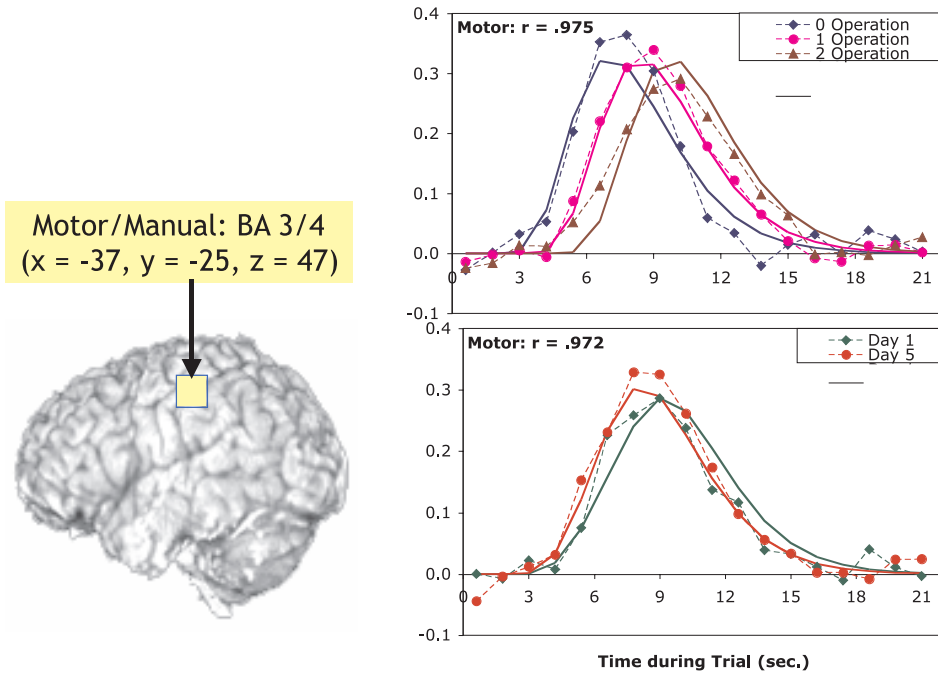 Motor/Manual: BA 3/4
(x = -37, y = -25, z = 47)
0.4
0.3
0.2
0.1
0.0
-0.1
Motor: r = .975
0 Operation
1 Operation
2 Operation
0 3 6 9 12 15 18 21
0.4
0.3
0.2
0.1
0.0
-0.1
Motor: r = .972
Day 1
Day 5
0 3 6 9 12 15 18 21
Time during Trial (sec.)